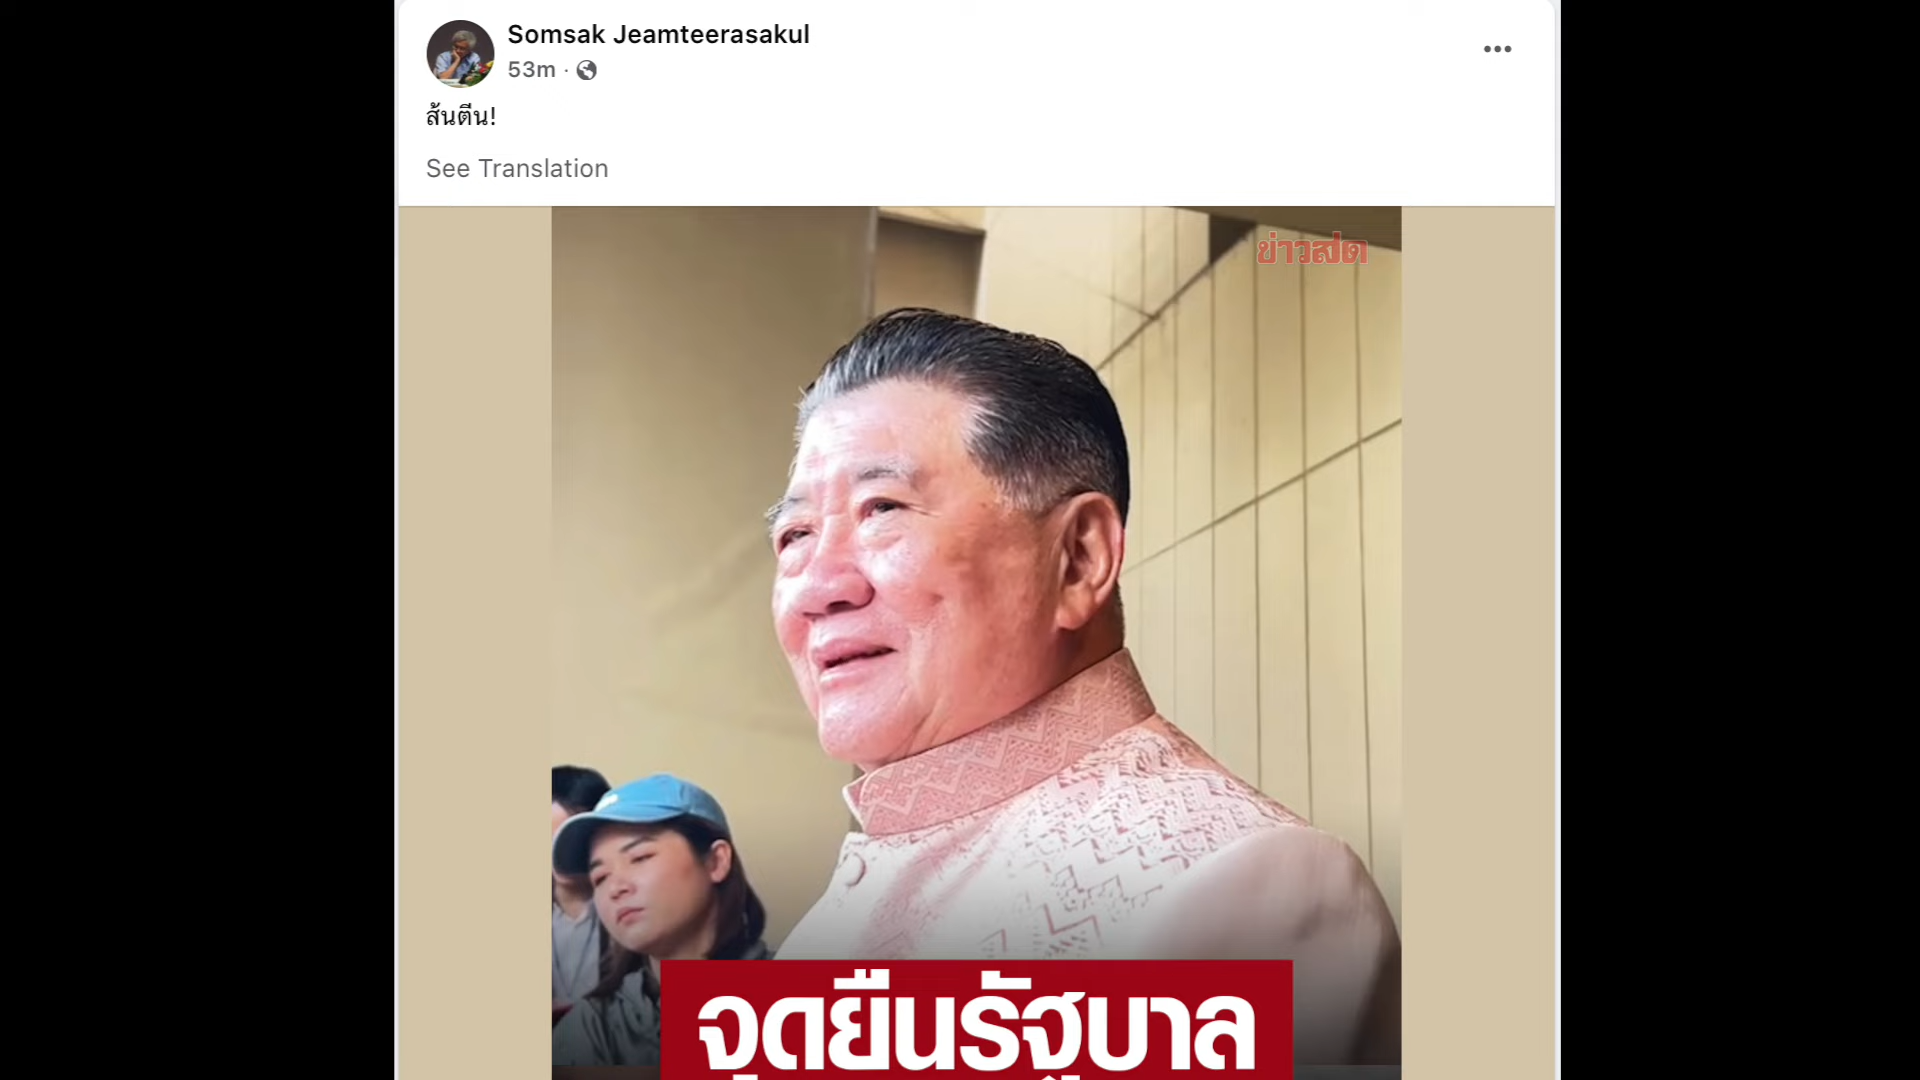 Somsak Jeamteerasakul
53m ·
ส้นตีน!
See Translation
ข่าวสด
จุดยืนรัฐบาล